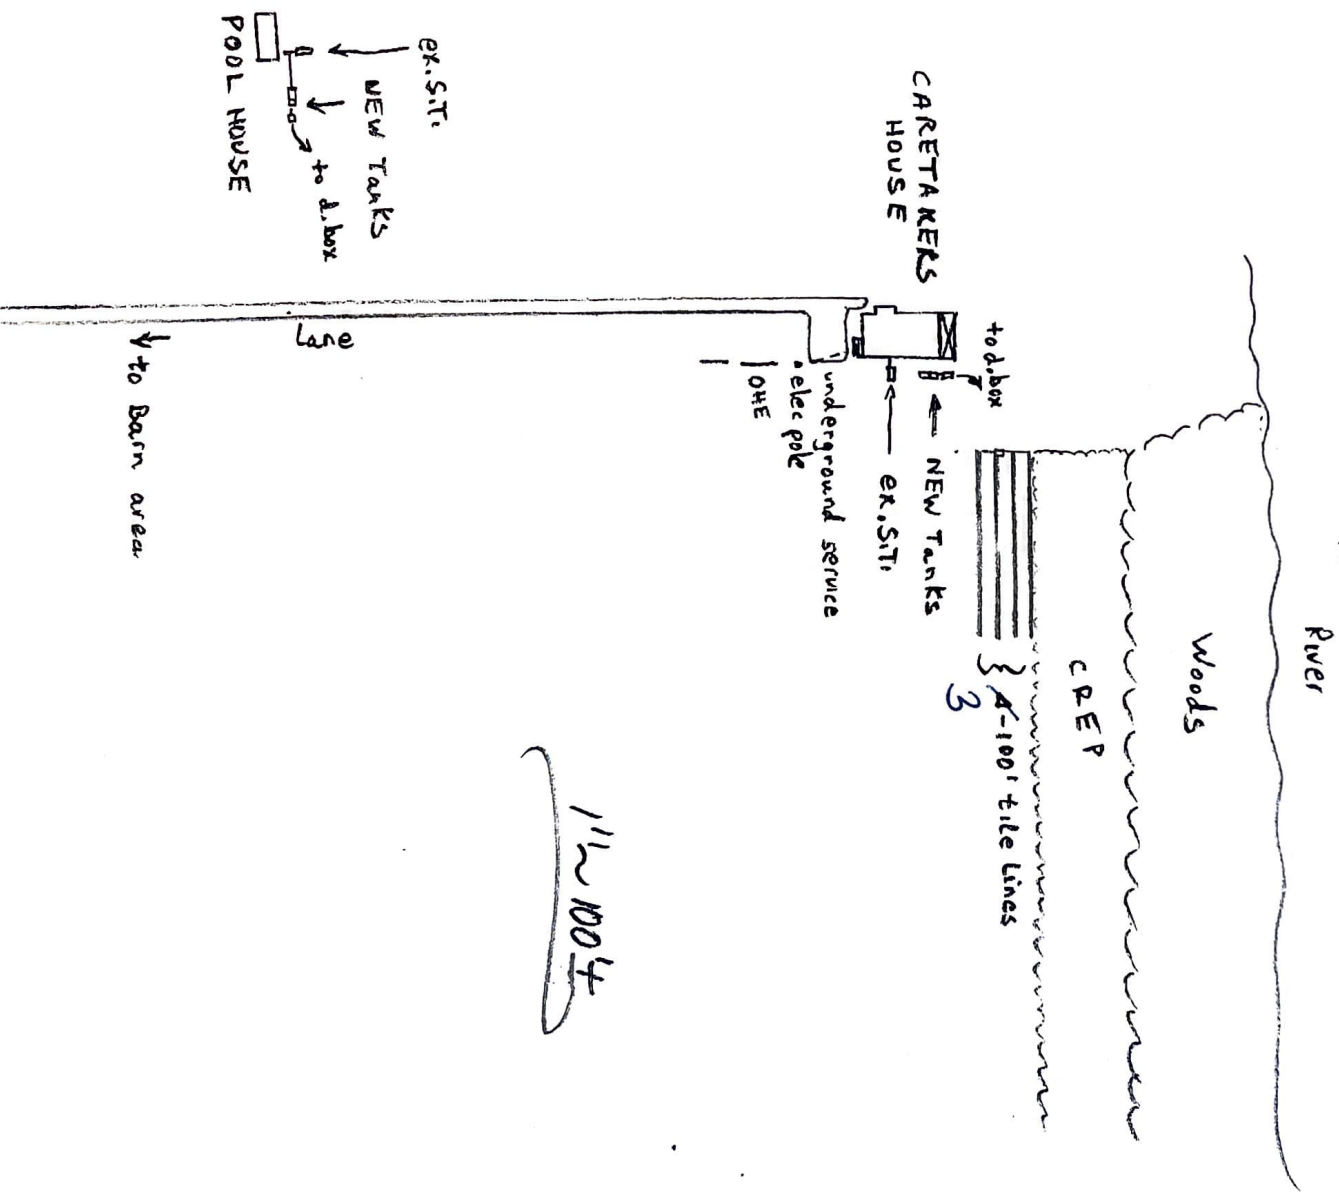 River
Woods
CREP
3
4-100' tile Lines
to d.box
NEW Tanks
ex.S.T.
CARETAKERS
HOUSE
underground service
elec pole
OHE
1"~100'±
ex.S.T.
NEW Tanks
to d.box
POOL HOUSE
Lane
to Barn area